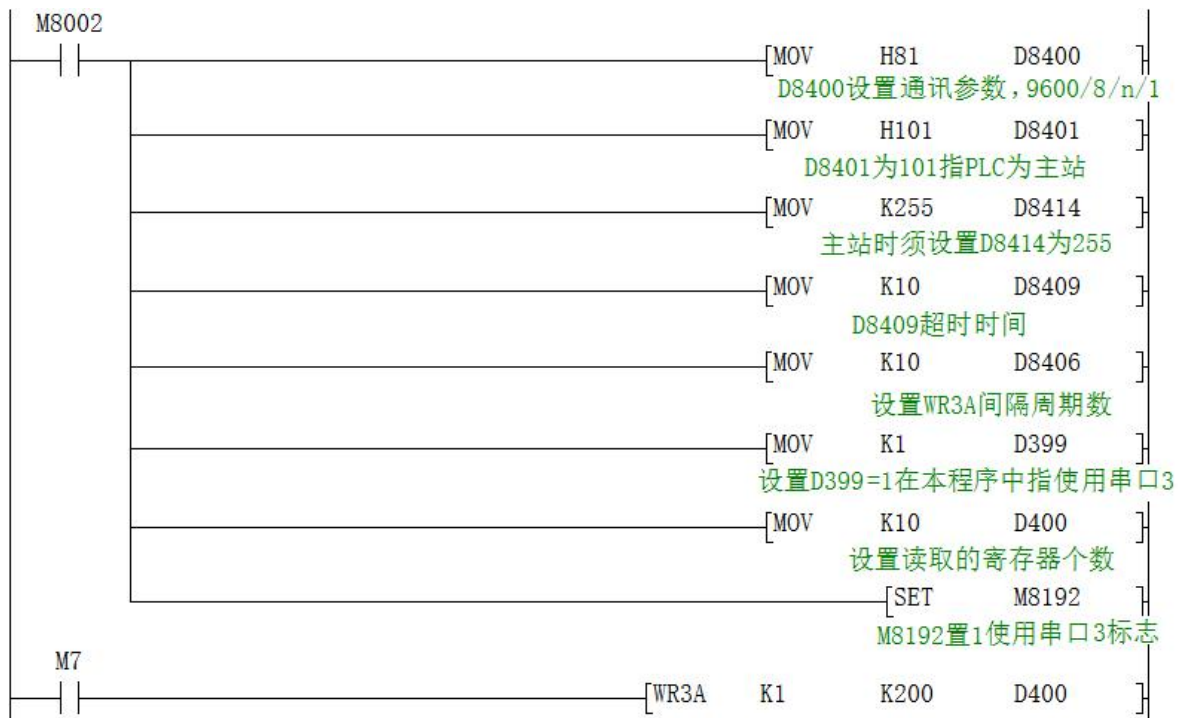 M8002
MOV H81 D8400
D8400设置通讯参数,9600/8/n/1
MOV H101 D8401
D8401为101指PLC为主站
MOV K255 D8414
主站时须设置D8414为255
MOV K10 D8409
D8409超时时间
MOV K10 D8406
设置WR3A间隔周期数
MOV K1 D399
设置D399=1在本程序中指使用串口3
MOV K10 D400
设置读取的寄存器个数
SET M8192
M8192置1使用串口3标志
M7
WR3A K1 K200 D400